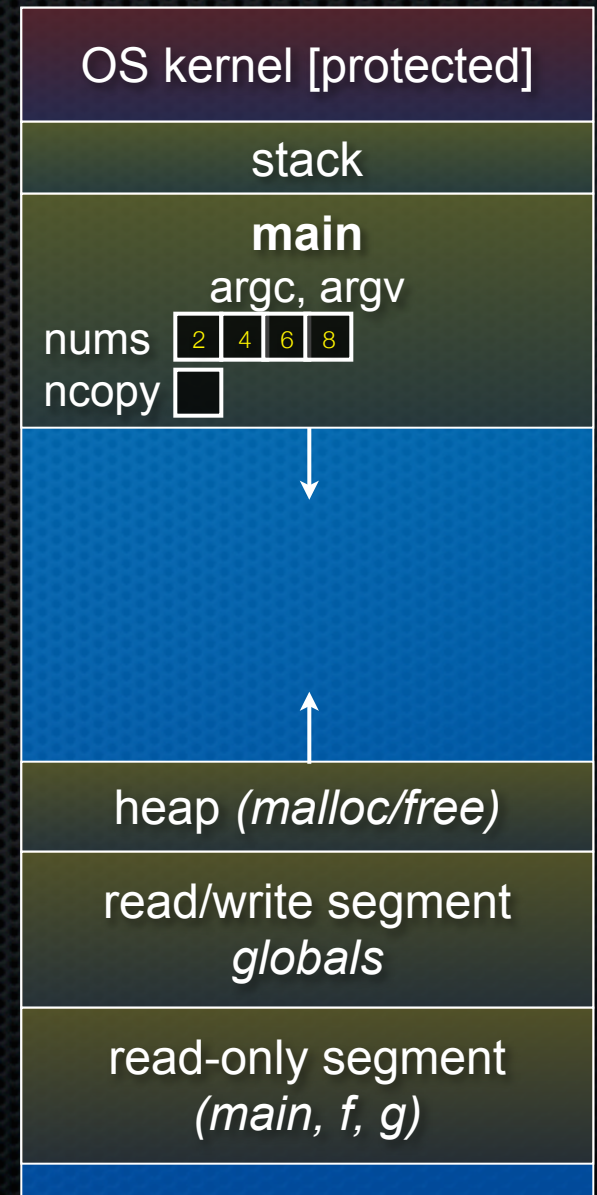 OS kernel [protected]
stack
main
argc, argv
nums 2 4 6 8
ncopy
heap (malloc/free)
read/write segment
globals
read-only segment
(main, f, g)